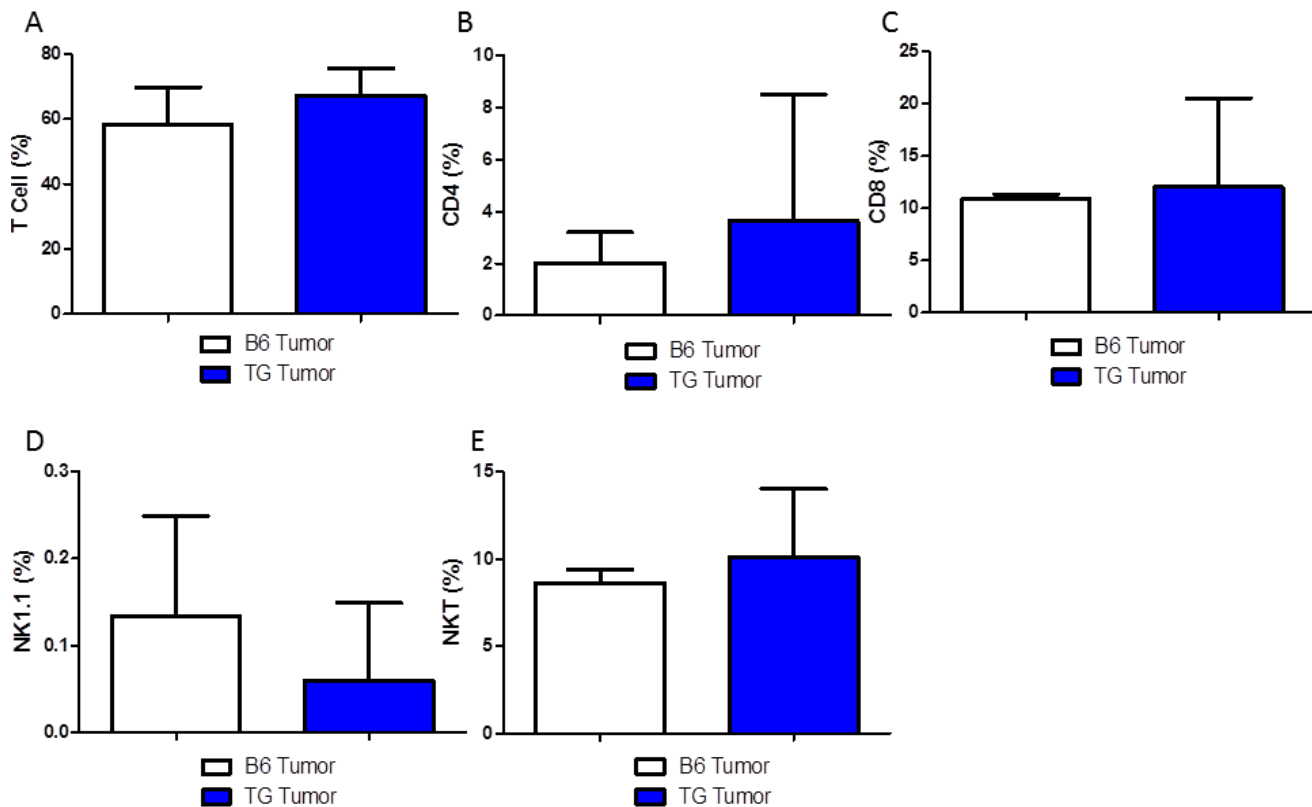 A
T Cell (%)
80
60
40
20
0
B6 Tumor
TG Tumor
B
CD4 (%)
10
8
6
4
2
0
B6 Tumor
TG Tumor
C
CD8 (%)
25
20
15
10
5
0
B6 Tumor
TG Tumor
D
NK1.1 (%)
0.3
0.2
0.1
0.0
B6 Tumor
TG Tumor
E
NKT (%)
15
10
5
0
B6 Tumor
TG Tumor